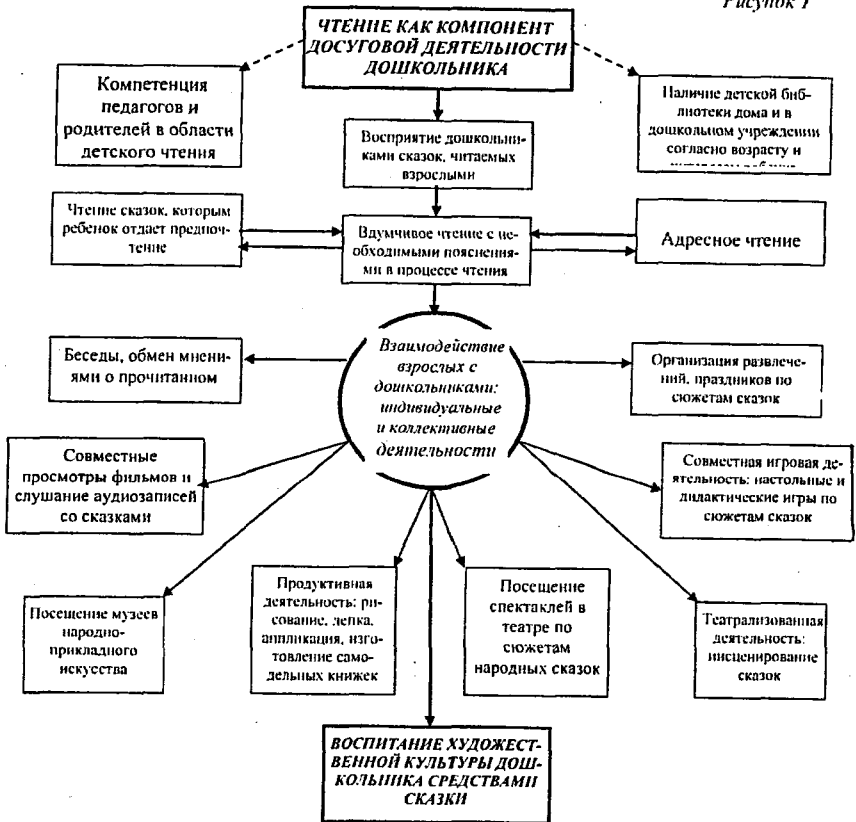 Рисунок 1
ЧТЕНИЕ КАК КОМПОНЕНТ
ДОСУГОВОЙ ДЕЯТЕЛЬНОСТИ
ДОШКОЛЬНИКА
Компетенция
педагогов и
родителей в области
детского чтения
Наличие детской биб-
лиотеки дома и в
дошкольном учреждении
согласно возрасту и
Восприятие дошкольни-
ками сказок, читаемых
взрослыми
Чтение сказок, которым
ребенок отдает предпоч-
тение
Вдумчивое чтение с не-
обходимыми пояснения-
ми в процессе чтения
Адресное чтение
Беседы, обмен мнени-
ями о прочитанном
Взаимодействие
взрослых с
дошкольниками:
индивидуальные
и коллективные
деятельности
Организация развлече-
ний, праздников по
сюжетам сказок
Совместные
просмотры фильмов и
слушание аудиозаписей
со сказками
Совместная игровая де-
ятельность: настольные и
дидактические игры по
сюжетам сказок
Посещение музеев
народно-
прикладного
искусства
Продуктивная
деятельность: ри-
сование, лепка,
аппликация, изго-
товление само-
дельных книжек
Посещение
спектаклей в
театре по
сюжетам
народных сказок
Театрализованная
деятельность:
инсценирование
сказок
ВОСПИТАНИЕ ХУДОЖЕСТ-
ВЕННОЙ КУЛЬТУРЫ ДОШ-
КОЛЬНИКА СРЕДСТВАМИ
СКАЗКИ